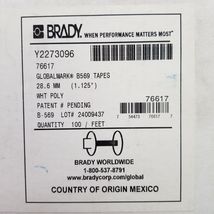 BRADY
WHEN PERFORMANCE MATTERS MOST™
Y2273096
76617
GLOBALMARK® B569 TAPES
28.6 MM (1.125")
WHT POLY
PATENT # PENDING
76617
B-569 LOT# 24009437
QUANTITY 100 / FEET
BRADY WORLDWIDE
1-800-537-8791
www.bradycorp.com/global
COUNTRY OF ORIGIN MEXICO